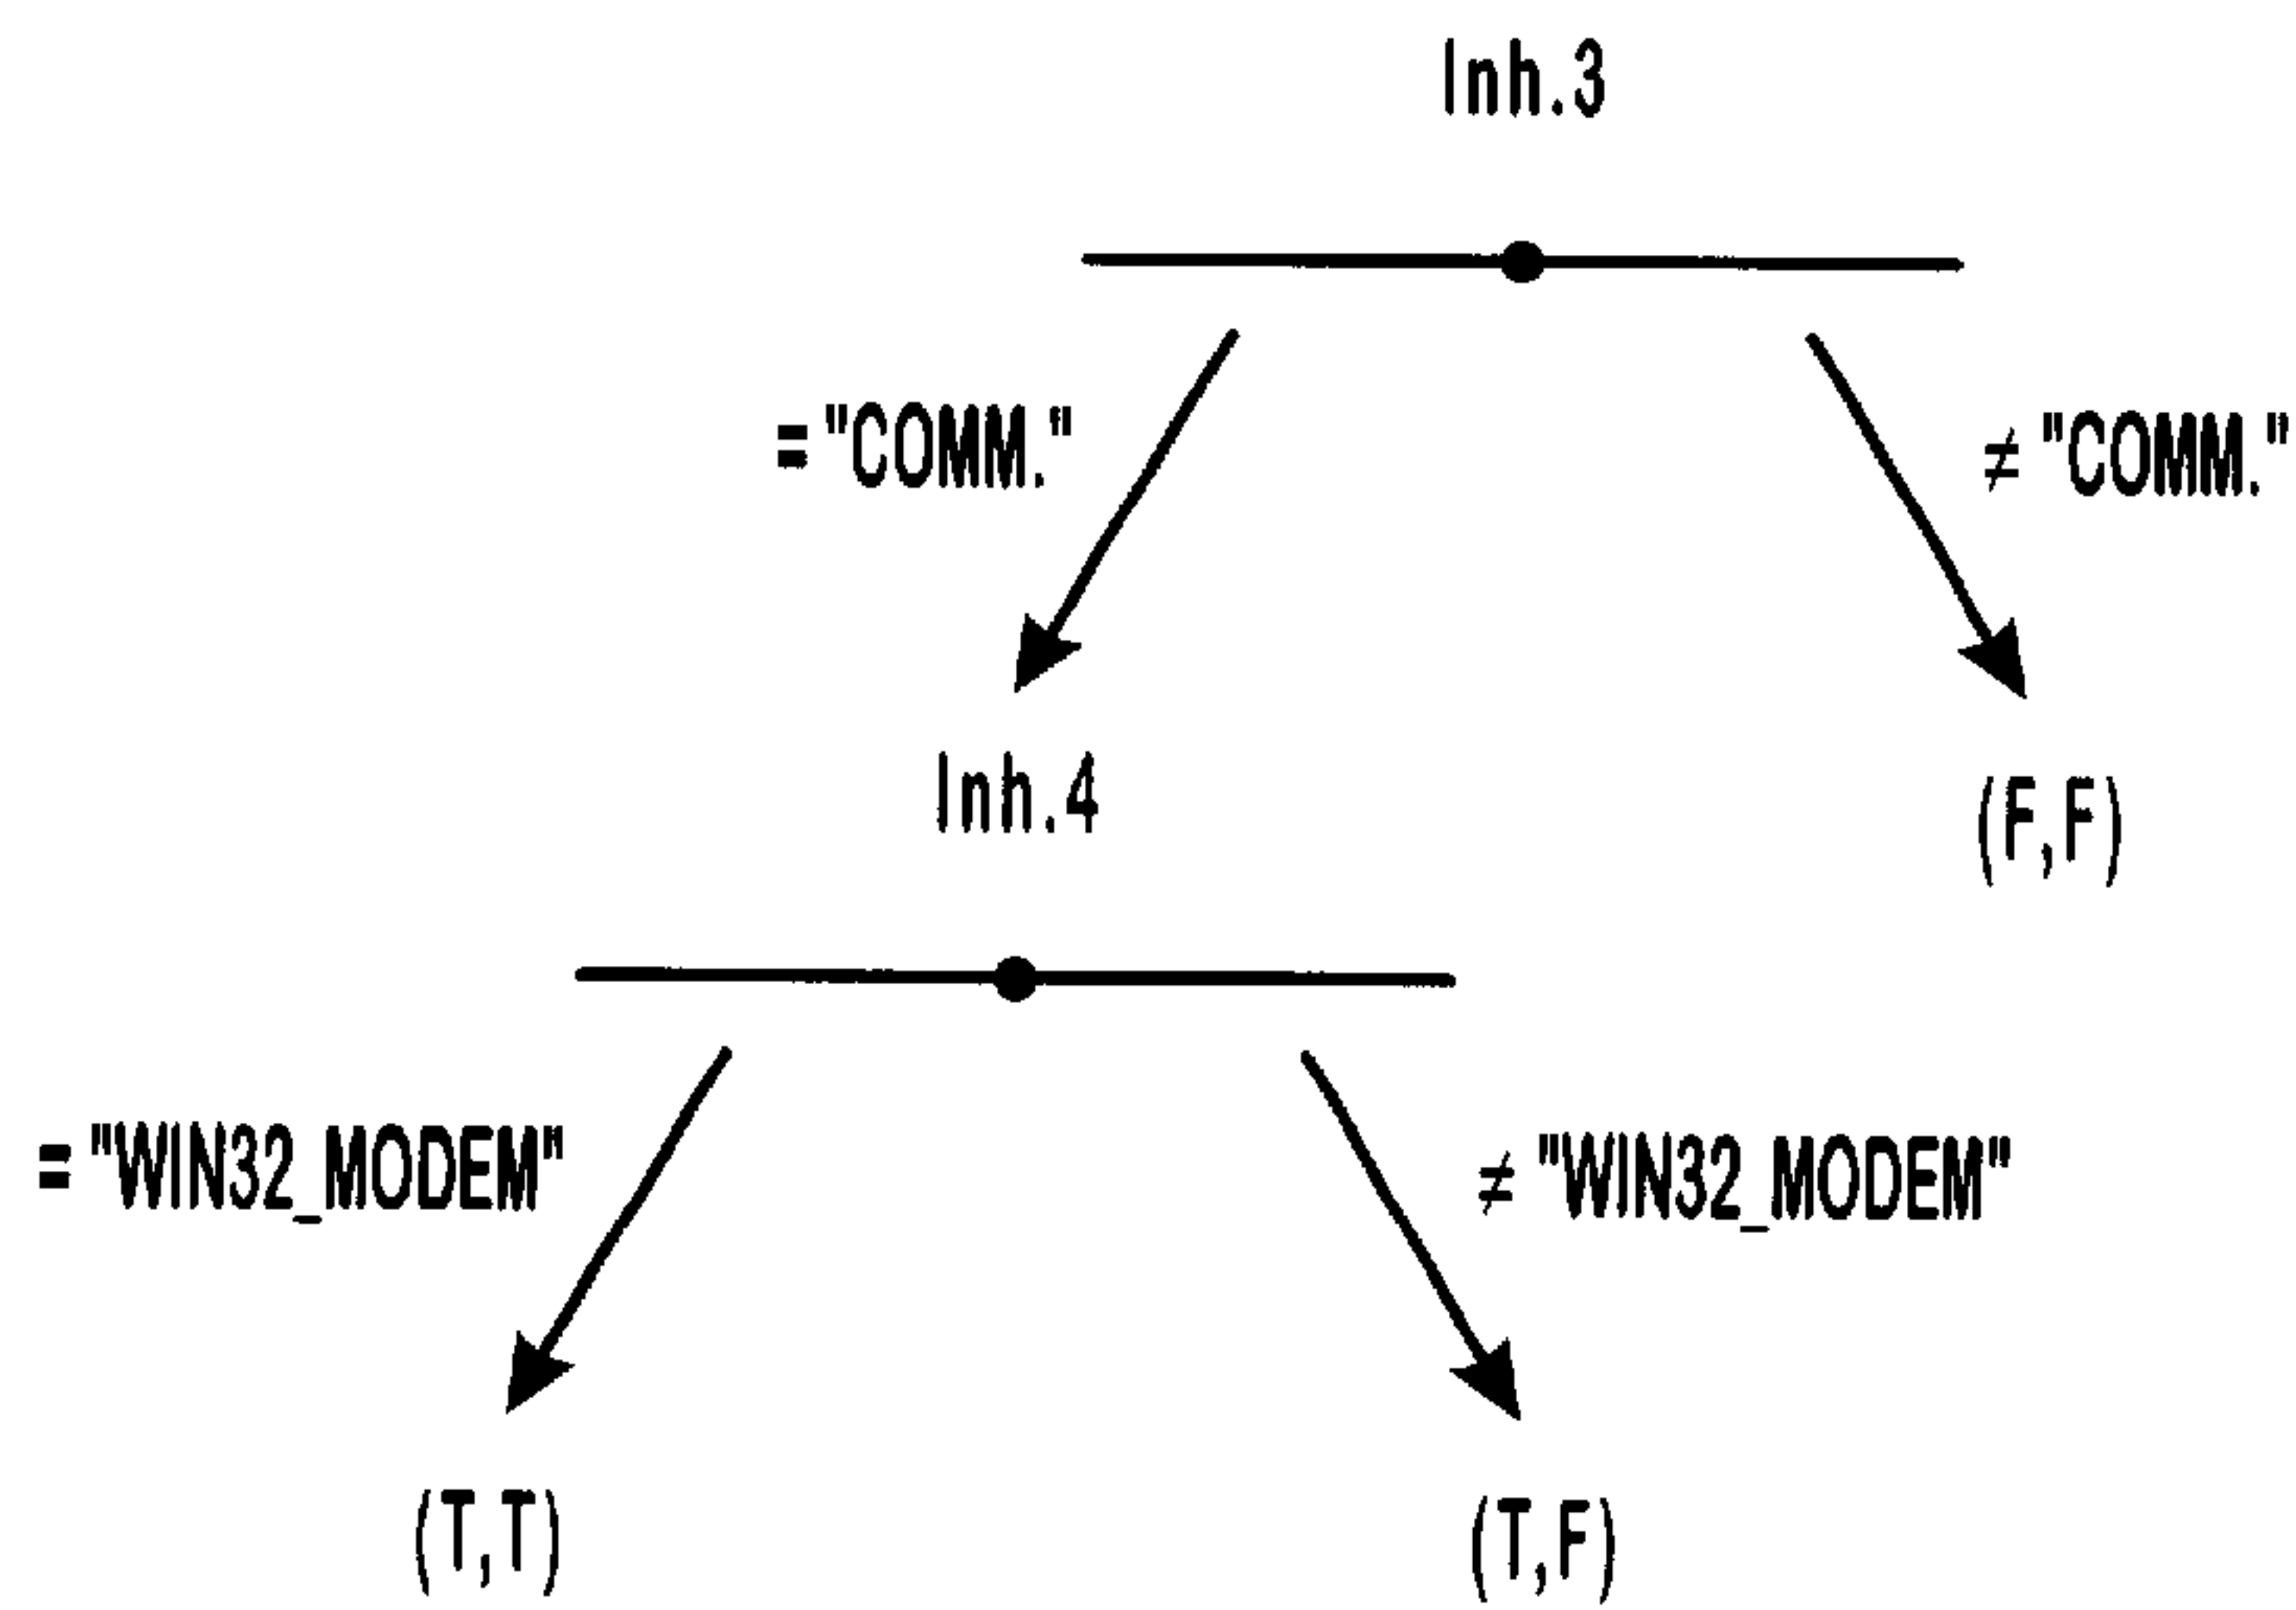 Inh.3
="COMM."
≠"COMM."
Inh.4
(F,F)
="WIN32_MODEM"
≠"WIN32_MODEM"
(T,T)
(T,F)